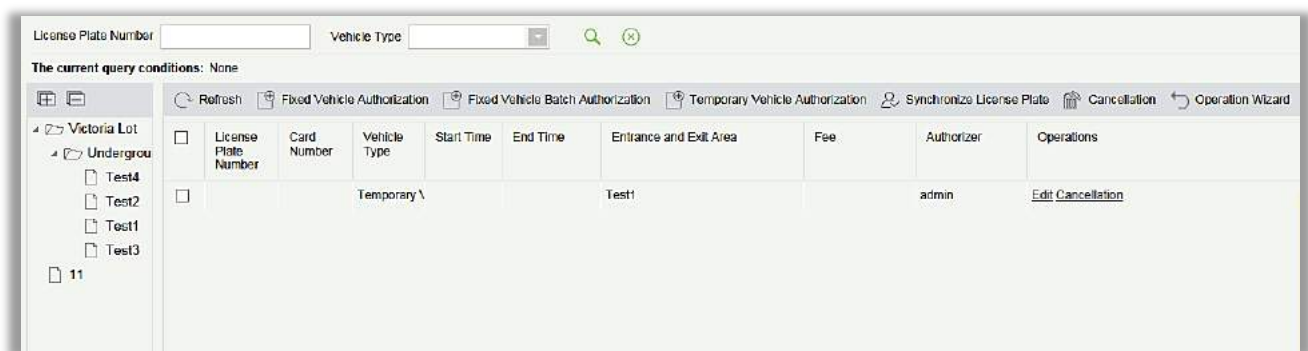 License Plate Number Vehicle Type
The current query conditions: None
Refresh Fixed Vehicle Authorization Fixed Vehicle Batch Authorization Temporary Vehicle Authorization Synchronize License Plate Cancellation Operation Wizard
Victoria Lot
Undergrou
Test4
Test2
Test1
Test3
11
License Plate Number Card Number Vehicle Type Start Time End Time Entrance and Exit Area Fee Authorizer Operations
Temporary \ Test1 admin Edit Cancellation